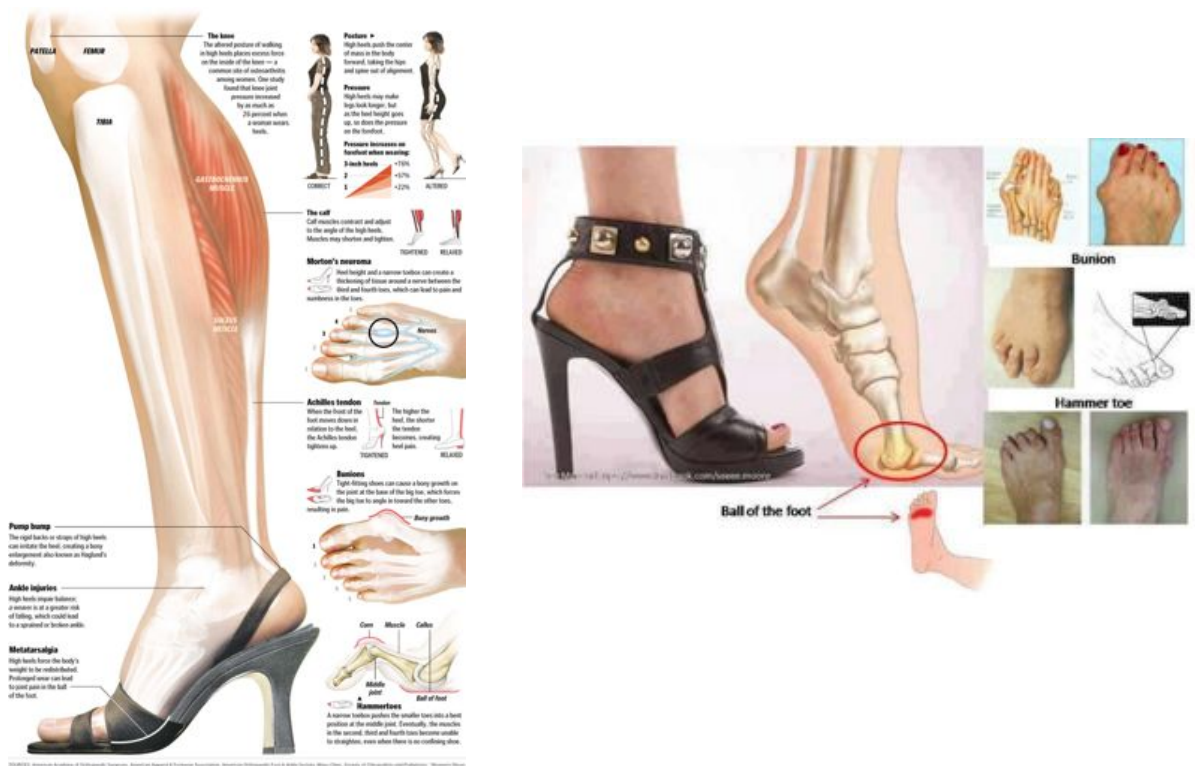 PATELLA
FEMUR
The knee
The altered posture of walking
in high heels places excess force
on the inside of the knee — a
common site of osteoarthritis
among women. One study
found that knee joint
pressure increased
by as much as
26 percent when
a woman wears
heels.
TIBIA
GASTROCNEMIUS
MUSCLE
SOLEUS
MUSCLE
Posture ►
High heels push the center
of mass in the body
forward, taking the hips
and spine out of alignment.
Pressure
High heels may make
legs look longer, but
as the heel height goes
up, so does the pressure
on the forefoot.
Pressure increases on
forefoot when wearing:
3-inch heels +76%
2 +57%
1 +22%
CORRECT
ALTERED
The calf
Calf muscles contract and adjust
to the angle of the high heels.
Muscles may shorten and tighten.
TIGHTENED
RELAXED
Morton's neuroma
Heel height and a narrow toebox can create a
thickening of tissue around a nerve between the
third and fourth toes, which can lead to pain and
numbness in the toes.
Nerves
Achilles tendon
Tendon
When the front of the
foot moves down in
relation to the heel,
the Achilles tendon
tightens up.
The higher the
heel, the shorter
the tendon
becomes, creating
heel pain.
TIGHTENED
RELAXED
Bunions
Tight-fitting shoes can cause a bony growth on
the joint at the base of the big toe, which forces
the big toe to angle in toward the other toes,
resulting in pain.
Bony growth
Pump bump
The rigid backs or straps of high heels
can irritate the heel, creating a bony
enlargement also known as Haglund's
deformity.
Ankle injuries
High heels impair balance;
a wearer is at a greater risk
of falling, which could lead
to a sprained or broken ankle.
Metatarsalgia
High heels force the body's
weight to be redistributed.
Prolonged wear can lead
to joint pain in the ball
of the foot.
Corn
Muscle
Callus
Middle
joint
Ball of foot
Hammertoes
A narrow toebox pushes the smaller toes into a bent
position at the middle joint. Eventually, the muscles
in the second, third and fourth toes become unable
to straighten, even when there is no confining shoe.
Ball of the foot
Bunion
Hammer toe